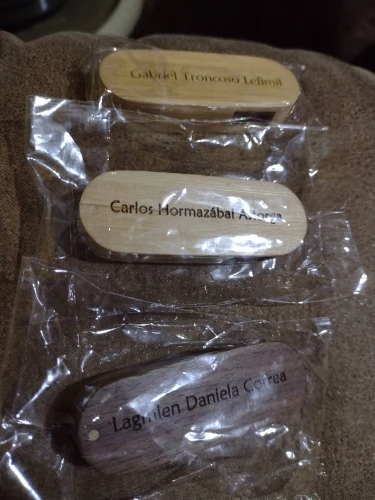 Gabriel Troncoso Lefimil
Carlos Hormazábal Astorga
Daniela Correa